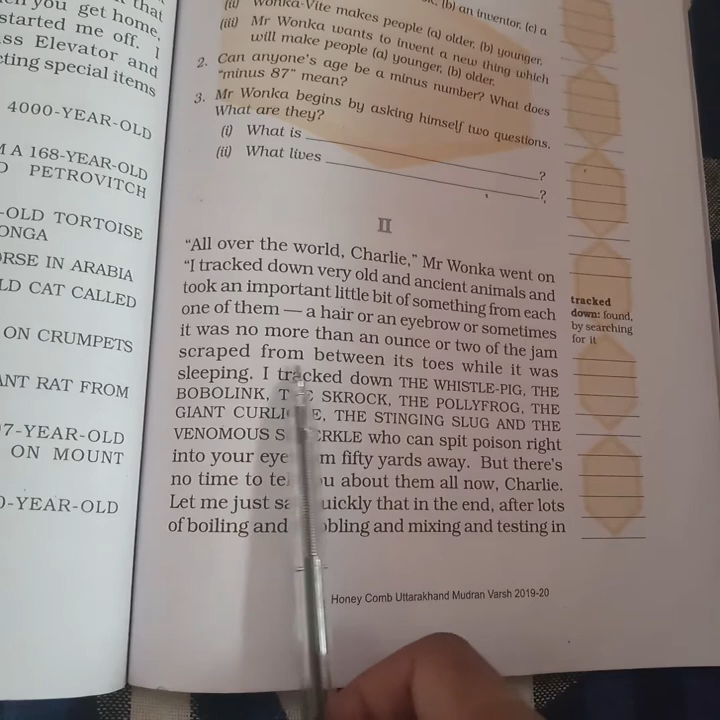 that
when you get home,
started me off. I
ss Elevator and
cting special items
4000-YEAR-OLD
M A 168-YEAR-OLD
PETROVITCH
-OLD TORTOISE
ONGA
RSE IN ARABIA
LD CAT CALLED
ON CRUMPETS
ANT RAT FROM
7-YEAR-OLD
ON MOUNT
0-YEAR-OLD
(b) an inventor, (c) a
(ii) Wonka-Vite makes people (a) older, (b) younger.
(iii) Mr Wonka wants to invent a new thing which
will make people (a) younger, (b) older.
2. Can anyone's age be a minus number? What does
"minus 87" mean?
3. Mr Wonka begins by asking himself two questions.
What are they?
(i) What is ?
(ii) What lives ?
II
"All over the world, Charlie," Mr Wonka went on
"I tracked down very old and ancient animals and
took an important little bit of something from each
one of them — a hair or an eyebrow or sometimes
it was no more than an ounce or two of the jam
scraped from between its toes while it was
sleeping. I tracked down THE WHISTLE-PIG, THE
BOBOLINK, THE SKROCK, THE POLLYFROG, THE
GIANT CURLI E, THE STINGING SLUG AND THE
VENOMOUS S ERKLE who can spit poison right
into your eye m fifty yards away. But there's
no time to te u about them all now, Charlie.
Let me just sa uickly that in the end, after lots
of boiling and bbling and mixing and testing in
tracked
down: found,
by searching
for it
Honey Comb Uttarakhand Mudran Varsh 2019-20